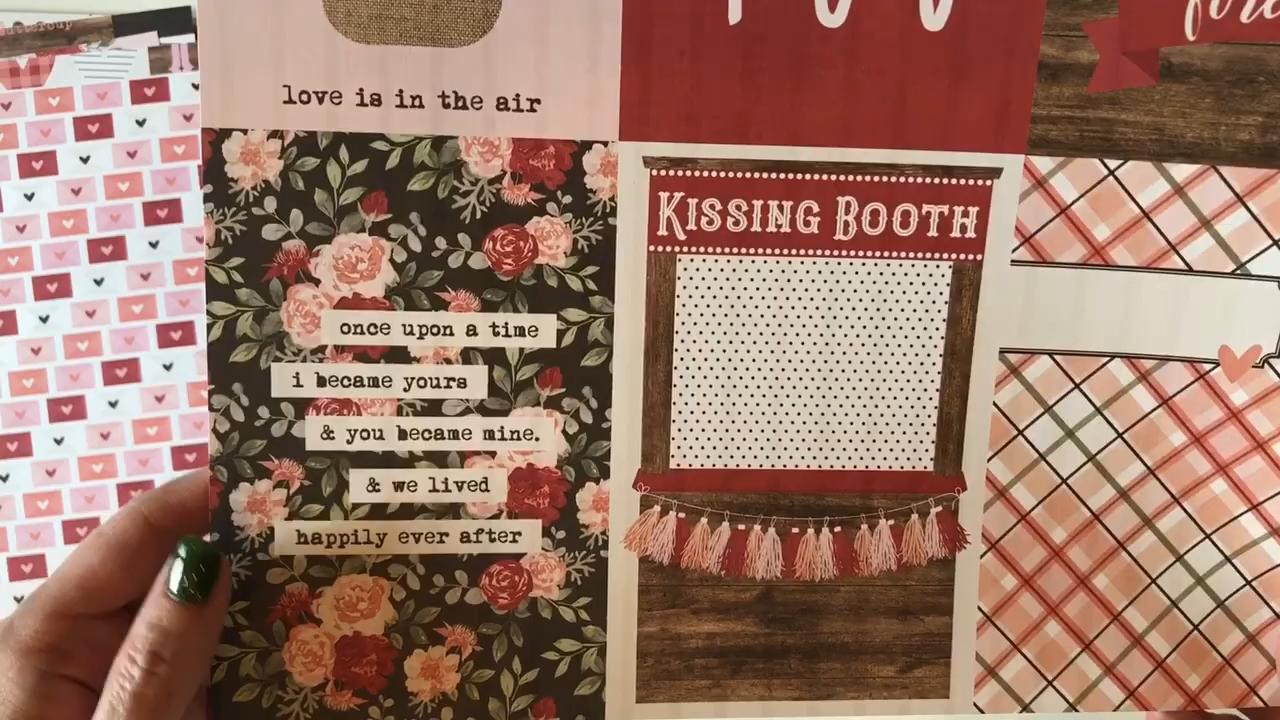 love is in the air
KISSING BOOTH
once upon a time
i became yours
& you became mine.
& we lived
happily ever after